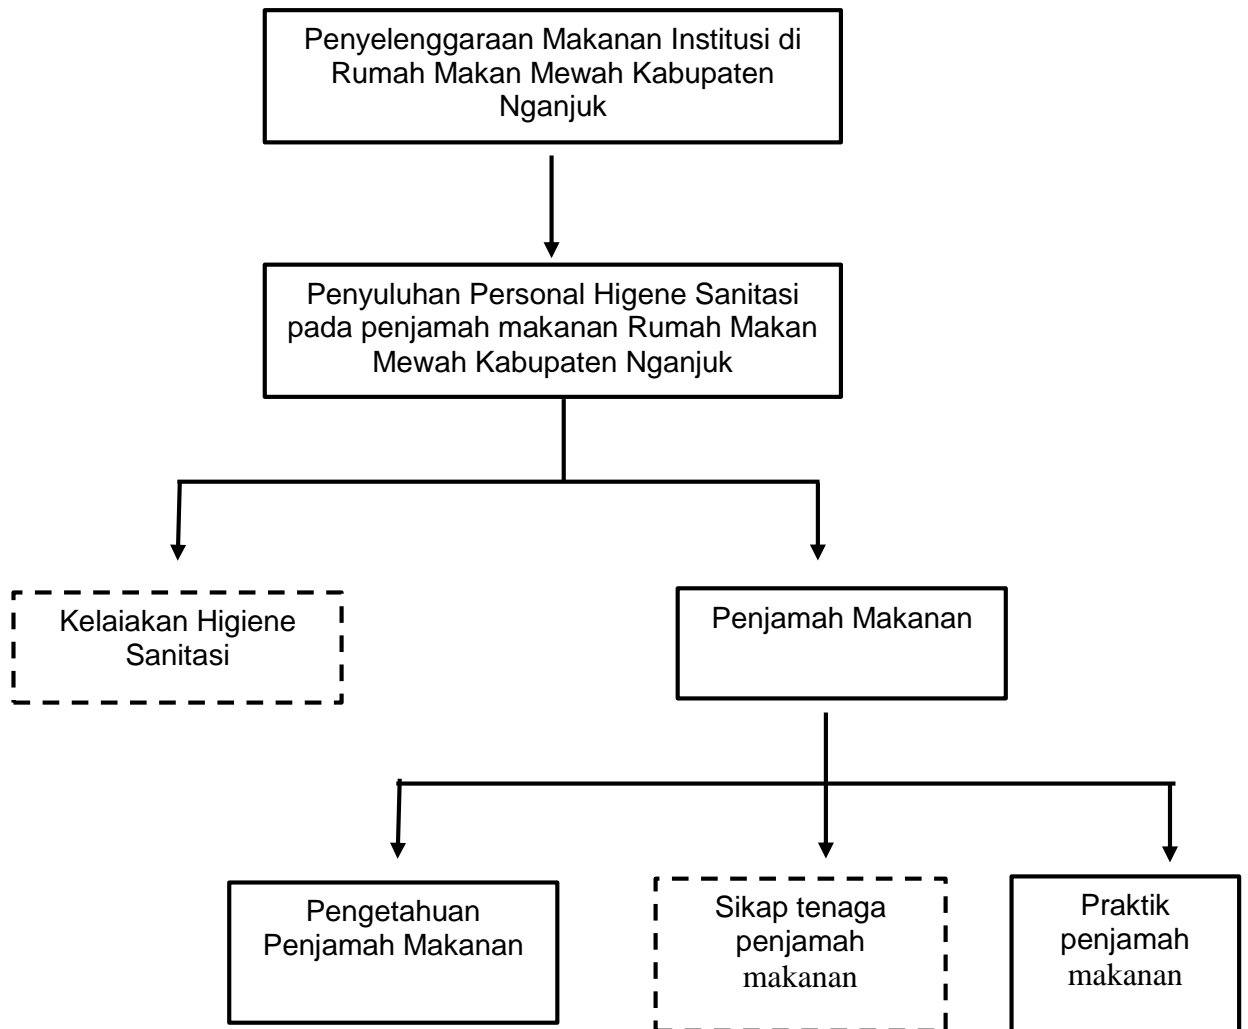 Penyelenggaraan Makanan Institusi di
Rumah Makan Mewah Kabupaten
Nganjuk
Penyuluhan Personal Higene Sanitasi
pada penjamah makanan Rumah Makan
Mewah Kabupaten Nganjuk
Kelaiakan Higiene
Sanitasi
Penjamah Makanan
Pengetahuan
Penjamah Makanan
Sikap tenaga
penjamah
makanan
Praktik
penjamah
makanan